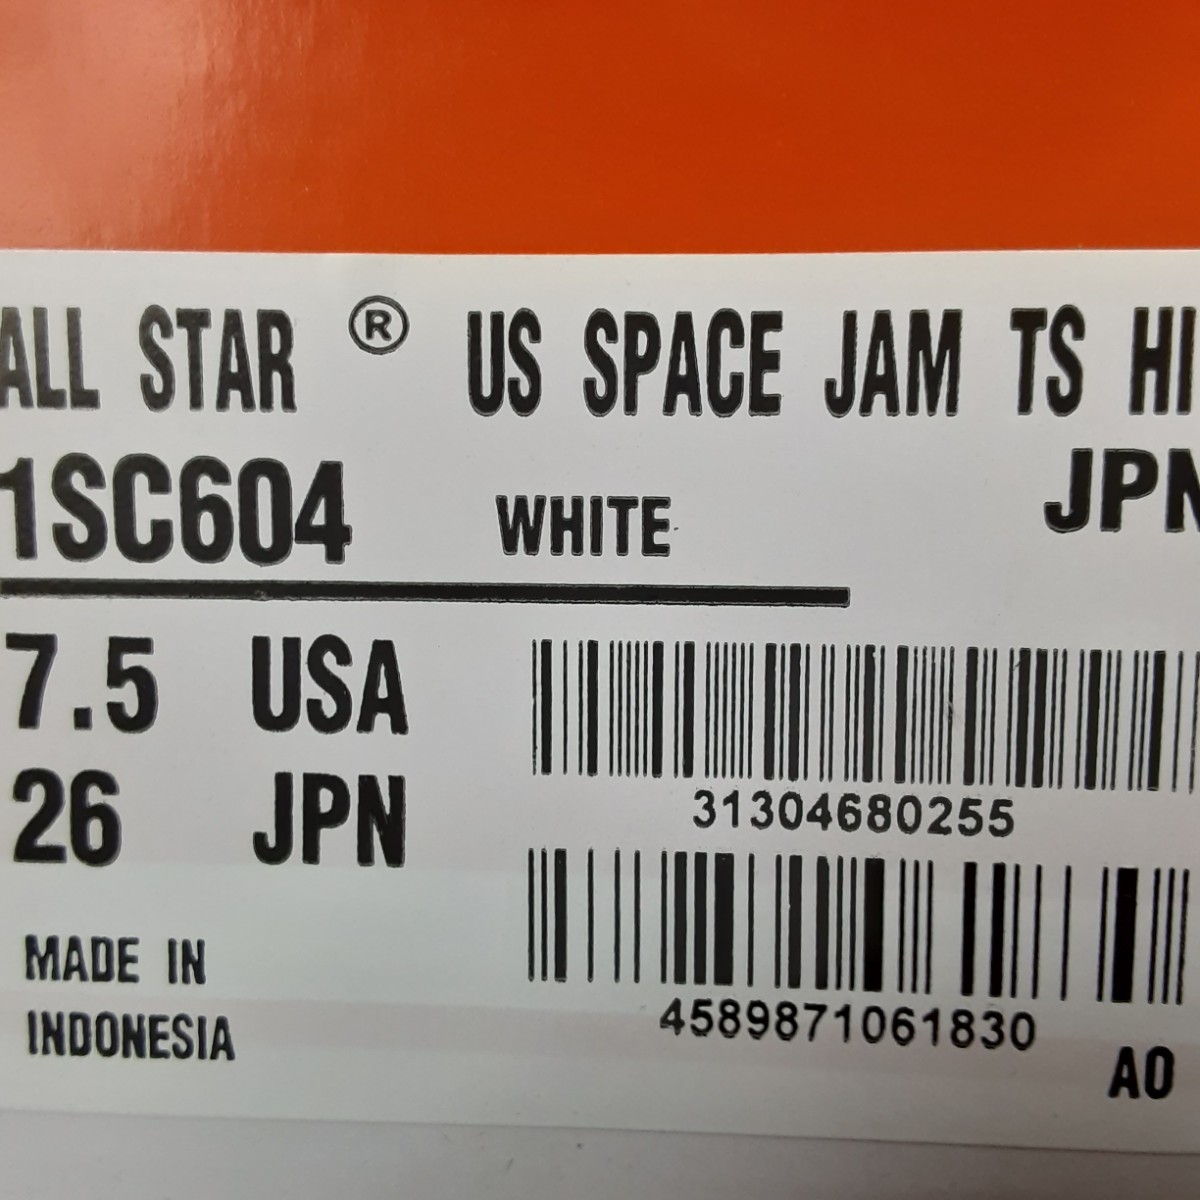 ALL STAR ® US SPACE JAM TS HI
1SC604 WHITE JPN
7.5 USA
26 JPN
31304680255
4589871061830
MADE IN
INDONESIA
A0